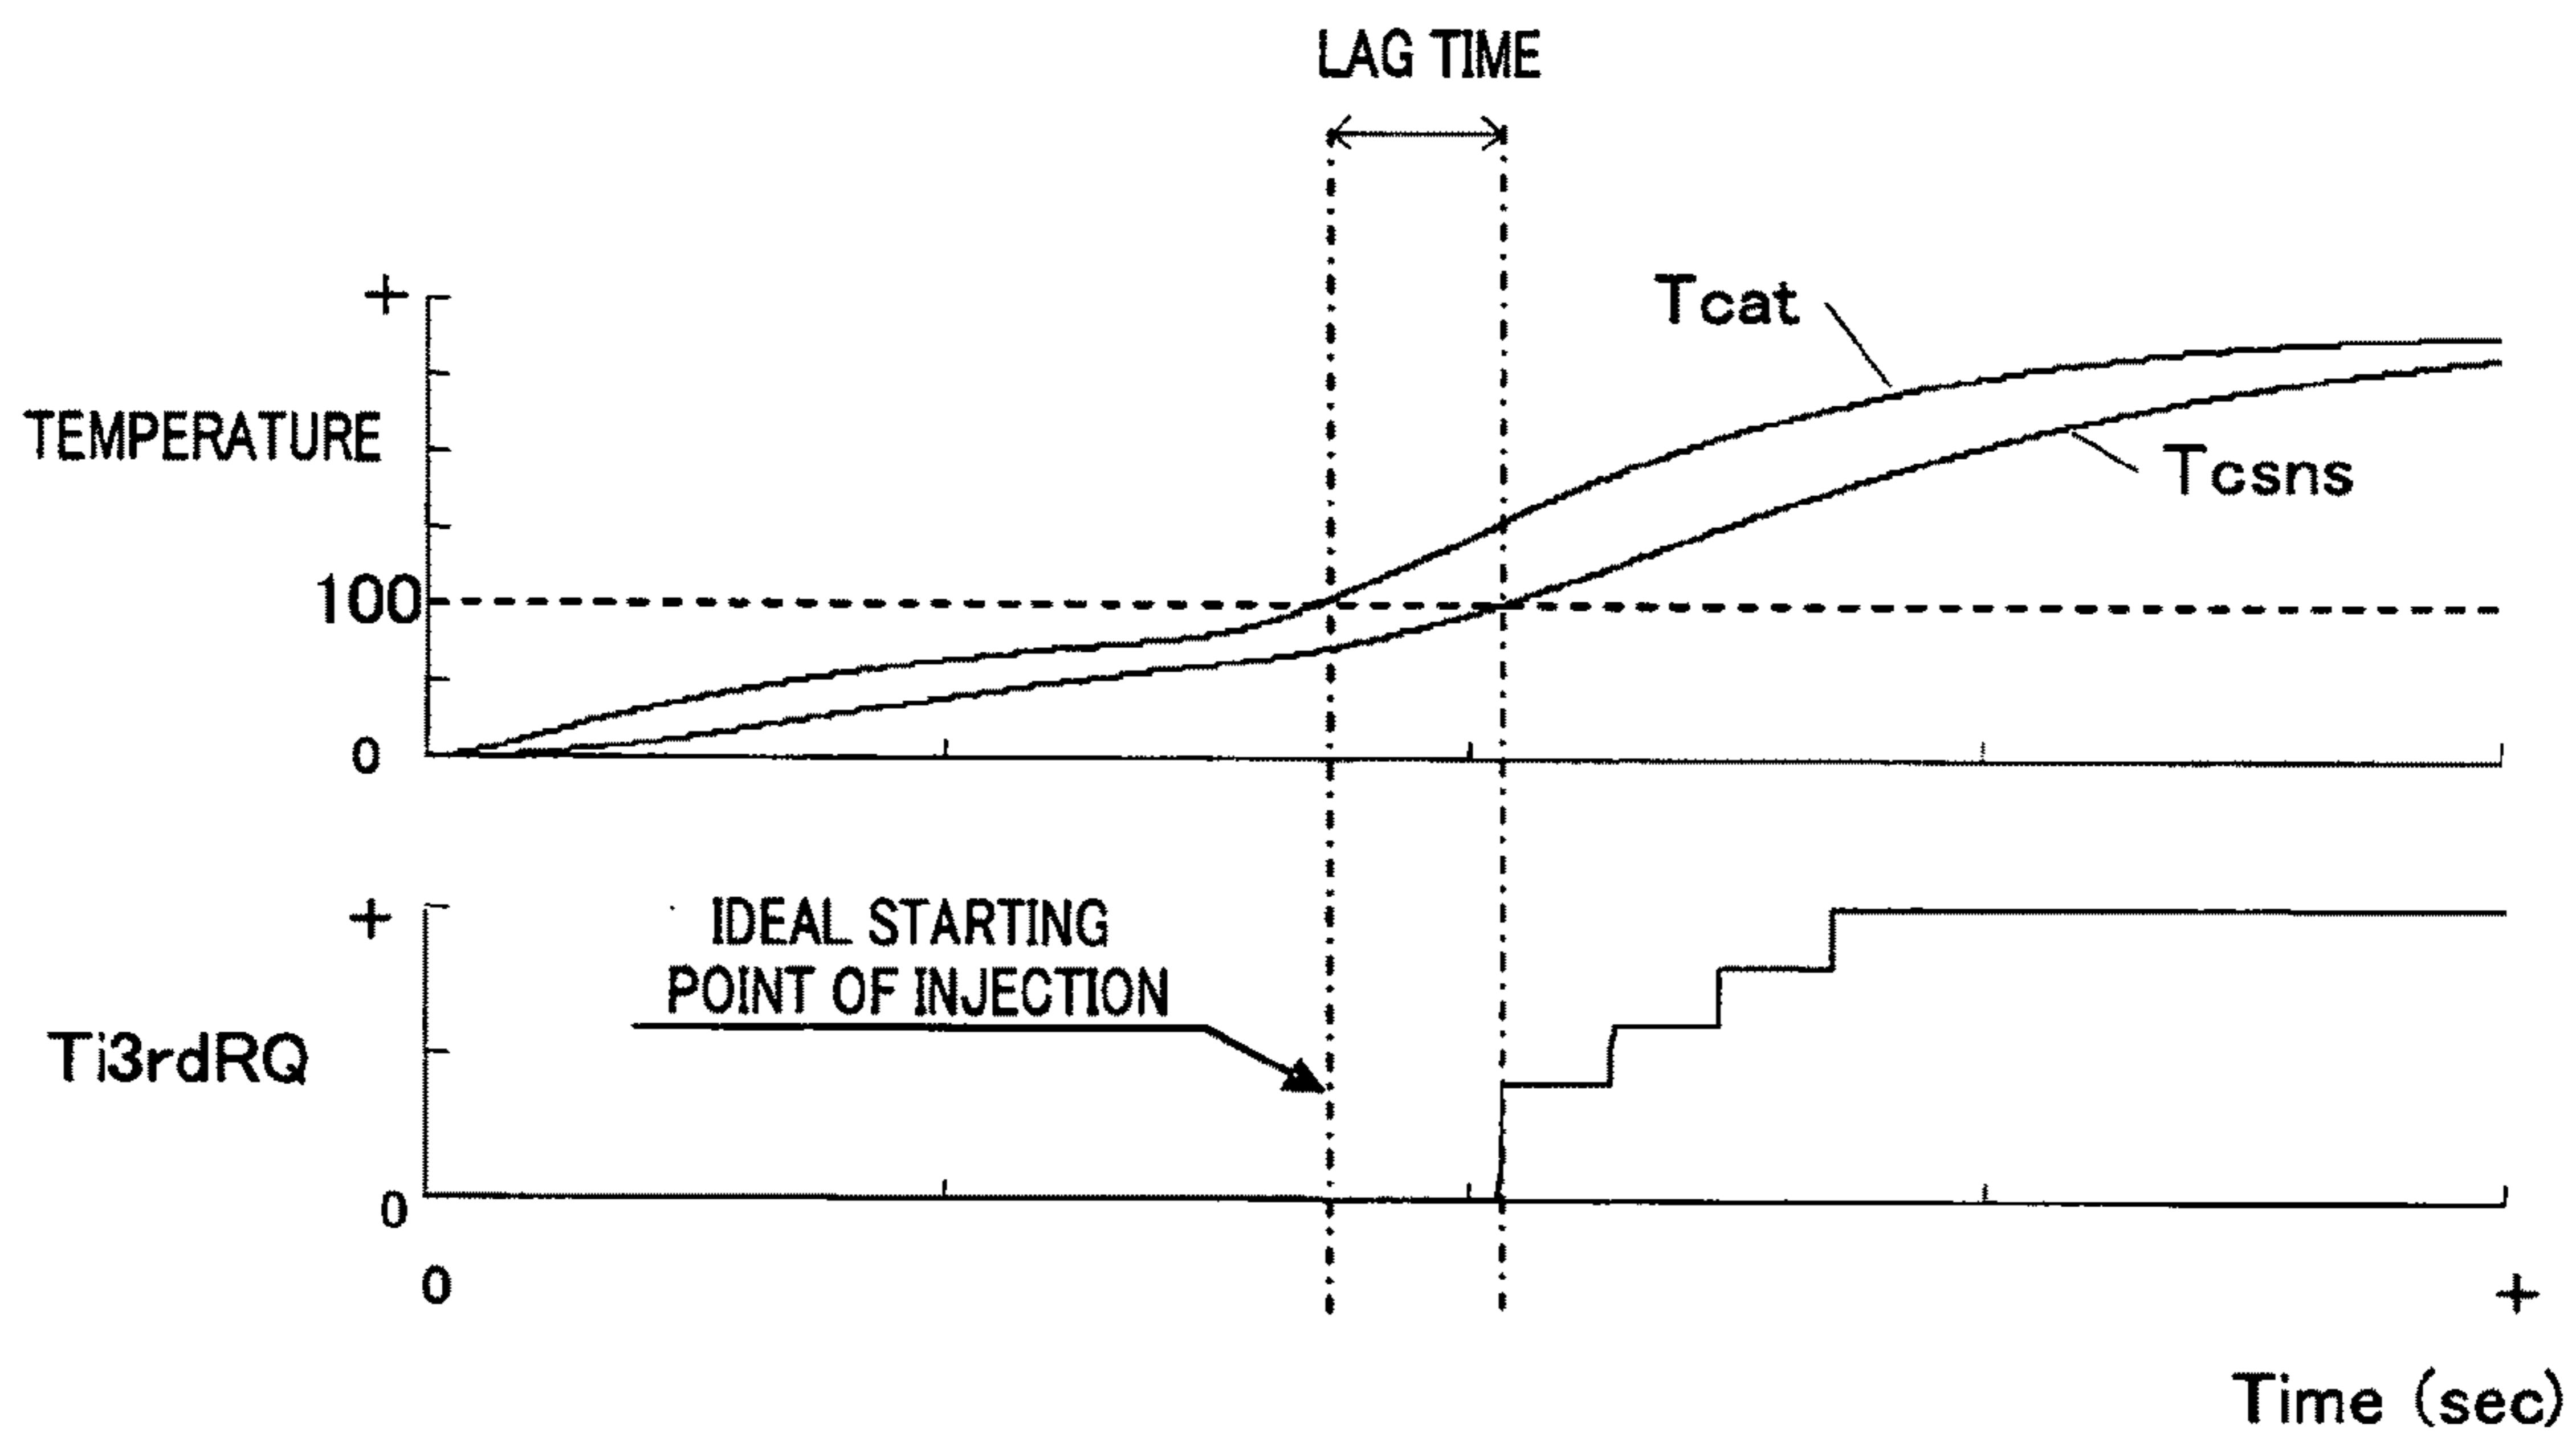 LAG TIME
+
Tcat
TEMPERATURE
Tcsns
100
0
+
IDEAL STARTING
POINT OF INJECTION
Ti3rdRQ
0
0
+
Time (sec)